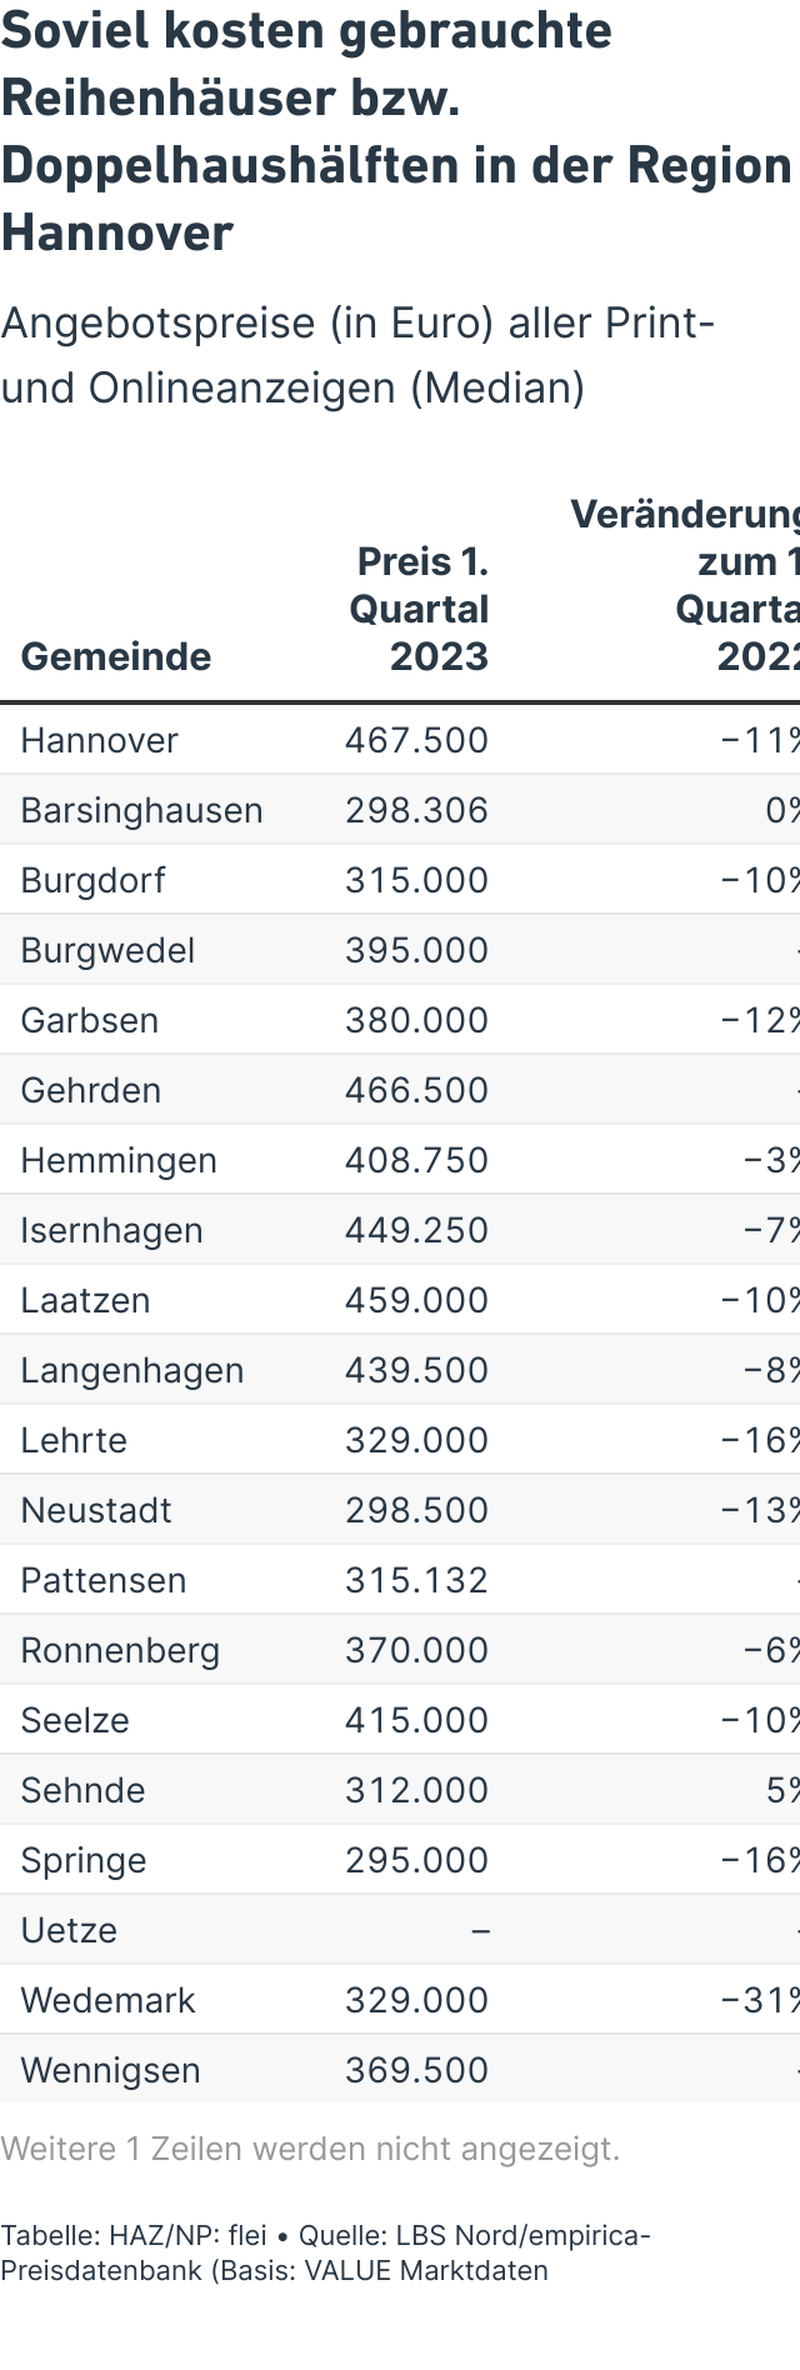 Soviel kosten gebrauchte
Reihenhäuser bzw.
Doppelhaushälften in der Region
Hannover
Angebotspreise (in Euro) aller Print-
und Onlineanzeigen (Median)
Gemeinde Preis 1. Quartal 2023 Veränderung zum 1 Quarta 2022
Hannover 467.500 −11%
Barsinghausen 298.306 0%
Burgdorf 315.000 −10%
Burgwedel 395.000 -
Garbsen 380.000 −12%
Gehrden 466.500 -
Hemmingen 408.750 −3%
Isernhagen 449.250 −7%
Laatzen 459.000 −10%
Langenhagen 439.500 −8%
Lehrte 329.000 −16%
Neustadt 298.500 −13%
Pattensen 315.132 -
Ronnenberg 370.000 −6%
Seelze 415.000 −10%
Sehnde 312.000 5%
Springe 295.000 −16%
Uetze – -
Wedemark 329.000 −31%
Wennigsen 369.500 -
Weitere 1 Zeilen werden nicht angezeigt.
Tabelle: HAZ/NP: flei • Quelle: LBS Nord/empirica-
Preisdatenbank (Basis: VALUE Marktdaten